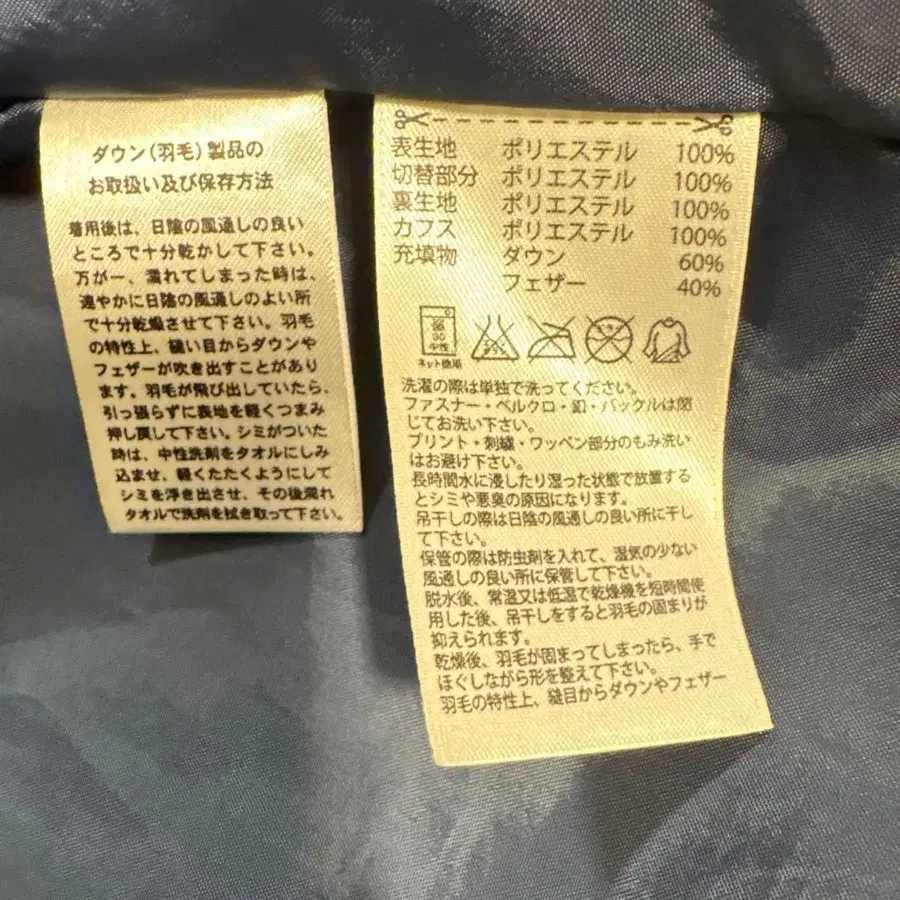 ダウン(羽毛)製品の
お取扱い及び保存方法
着用後は、日陰の風通しの良い
ところで十分乾かして下さい。
万が一、濡れてしまった時は、
速やかに日陰の風通しのよい所
で十分乾燥させて下さい。羽毛
の特性上、縫い目からダウンや
フェザーが吹き出すことがあり
ます。羽毛が飛び出していたら、
引っ張らずに表地を軽くつまみ
押し戻して下さい。シミがついた
時は、中性洗剤をタオルにしみ
込ませ、軽くたたくようにして
シミを浮き出させ、その後濡れ
タオルで洗剤を拭き取って下さい。
表生地 ポリエステル 100%
切替部分 ポリエステル 100%
裏生地 ポリエステル 100%
カフス ポリエステル 100%
充填物 ダウン 60%
フェザー 40%
30
中性
ネット使用
洗濯の際は単独で洗ってください。
ファスナー・ベルクロ・釦・バックルは閉
じてお洗い下さい。
プリント・刺繍・ワッペン部分のもみ洗い
はお避け下さい。
長時間水に浸したり湿った状態で放置する
とシミや悪臭の原因になります。
吊干しの際は日陰の風通しの良い所に干し
て下さい。
保管の際は防虫剤を入れて、湿気の少ない
風通しの良い所に保管して下さい。
脱水後、常温又は低温で乾燥機を短時間使
用した後、吊干しをすると羽毛の固まりが
抑えられます。
乾燥後、羽毛が固まってしまったら、手で
ほぐしながら形を整えて下さい。
羽毛の特性上、縫目からダウンやフェザー